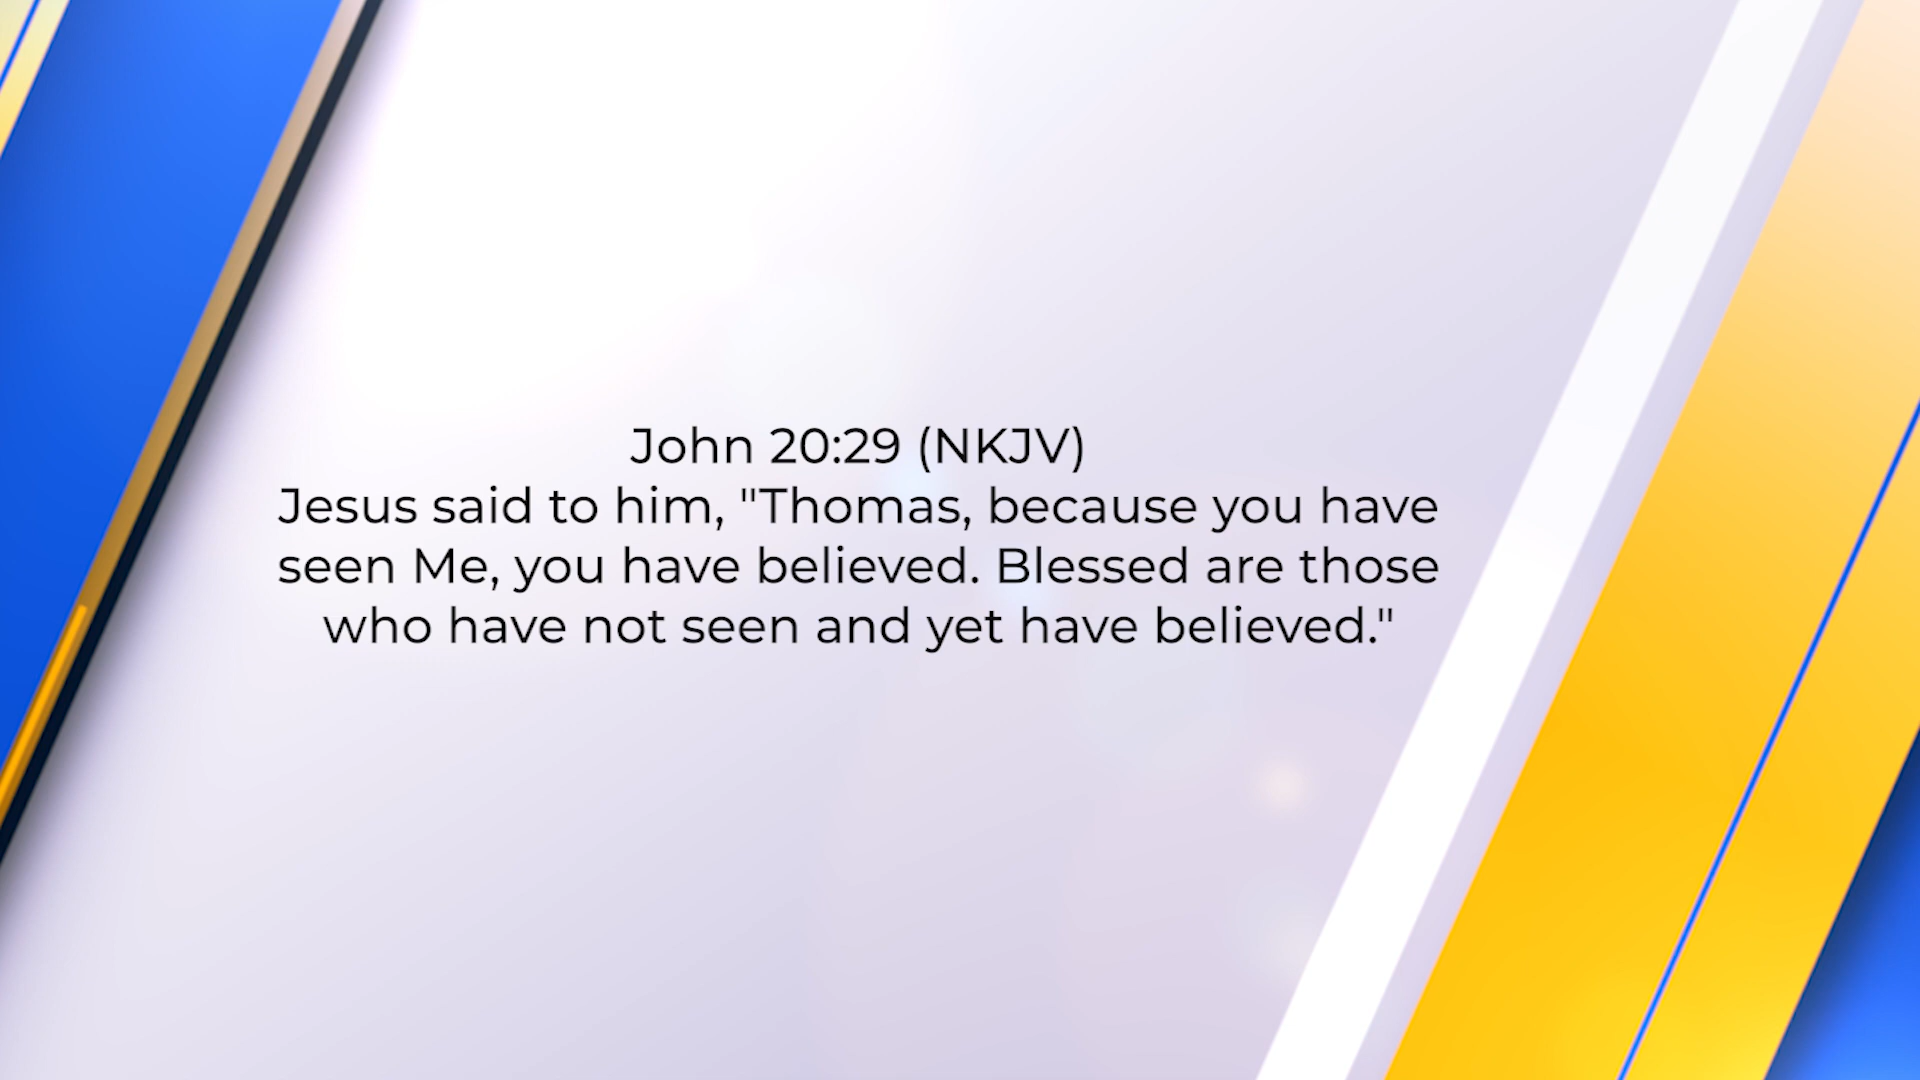 John 20:29 (NKJV)
Jesus said to him, "Thomas, because you have
seen Me, you have believed. Blessed are those
who have not seen and yet have believed."